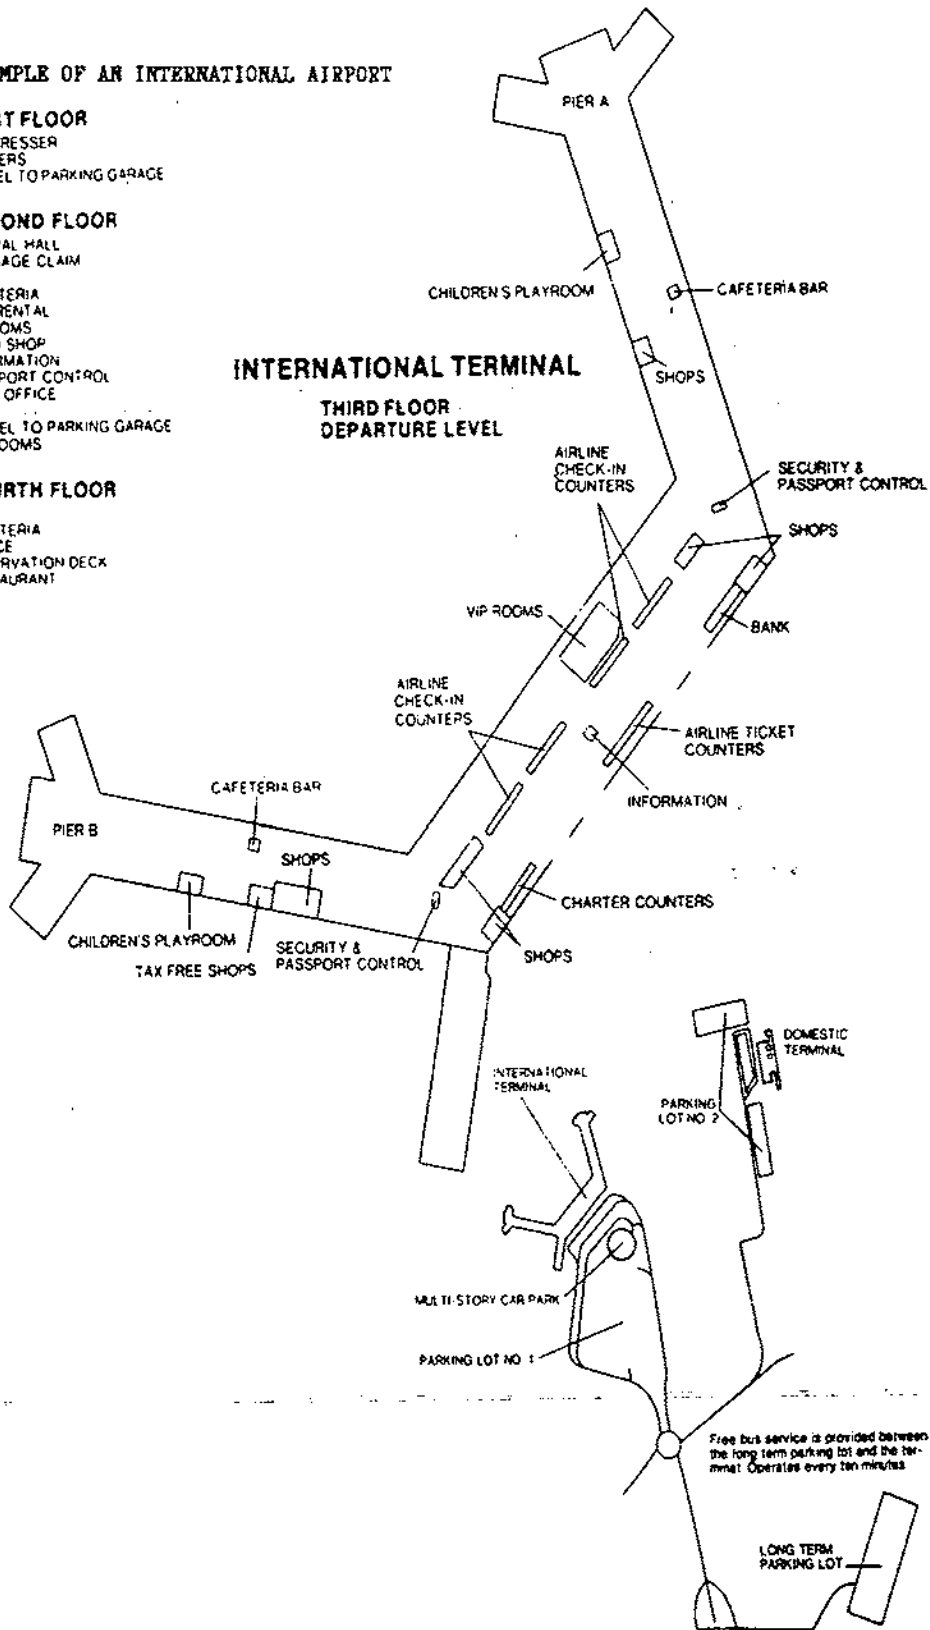 MPLE OF AN INTERNATIONAL AIRPORT
T FLOOR
RESSER
ERS
EL TO PARKING GARAGE
OND FLOOR
AL HALL
AGE CLAIM
TERIA
RENTAL
OMS
SHOP
RMATION
PORT CONTROL
OFFICE
EL TO PARKING GARAGE
OOMS
RTH FLOOR
TERIA
CE
RVATION DECK
AURANT
INTERNATIONAL TERMINAL
THIRD FLOOR
DEPARTURE LEVEL
PIER A
CHILDREN'S PLAYROOM
CAFETERIA BAR
SHOPS
AIRLINE
CHECK-IN
COUNTERS
SECURITY &
PASSPORT CONTROL
SHOPS
VIP ROOMS
BANK
AIRLINE
CHECK-IN
COUNTERS
AIRLINE TICKET
COUNTERS
INFORMATION
CAFETERIA BAR
PIER B
SHOPS
CHARTER COUNTERS
CHILDREN'S PLAYROOM
TAX FREE SHOPS
SECURITY &
PASSPORT CONTROL
SHOPS
INTERNATIONAL
TERMINAL
DOMESTIC
TERMINAL
PARKING
LOT NO. 2
MULTI-STORY CAR PARK
PARKING LOT NO 1
Free bus service is provided between
the long term parking lot and the ter-
minal. Operates every ten minutes
LONG TERM
PARKING LOT